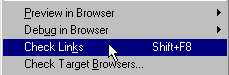 Preview in Browser
Debug in Browser
Check Links Shift+F8
Check Target Browsers...